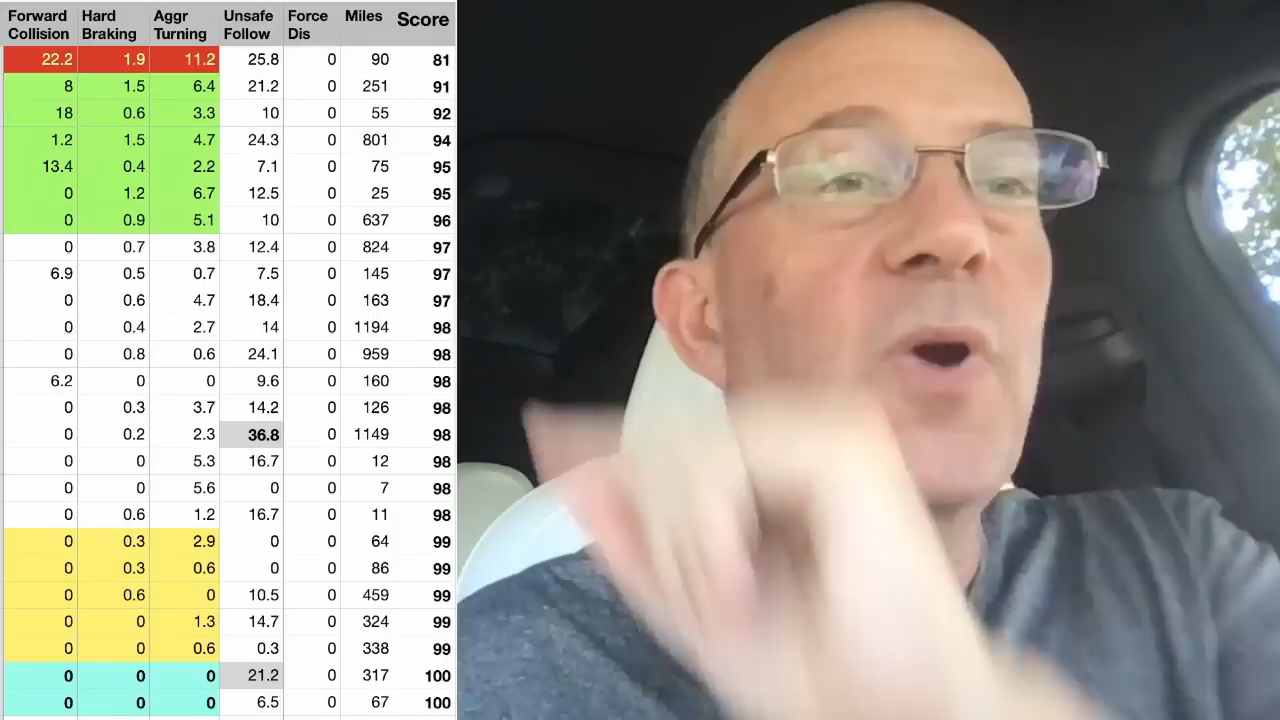 Forward Collision Hard Braking Aggr Turning Unsafe Follow Force Dis Miles Score
22.2 1.9 11.2 25.8 0 90 81
8 1.5 6.4 21.2 0 251 91
18 0.6 3.3 10 0 55 92
1.2 1.5 4.7 24.3 0 801 94
13.4 0.4 2.2 7.1 0 75 95
0 1.2 6.7 12.5 0 25 95
0 0.9 5.1 10 0 637 96
0 0.7 3.8 12.4 0 824 97
6.9 0.5 0.7 7.5 0 145 97
0 0.6 4.7 18.4 0 163 97
0 0.4 2.7 14 0 1194 98
0 0.8 0.6 24.1 0 959 98
6.2 0 0 9.6 0 160 98
0 0.3 3.7 14.2 0 126 98
0 0.2 2.3 36.8 0 1149 98
0 0 5.3 16.7 0 12 98
0 0 5.6 0 0 7 98
0 0.6 1.2 16.7 0 11 98
0 0.3 2.9 0 0 64 99
0 0.3 0.6 0 0 86 99
0 0.6 0 10.5 0 459 99
0 0 1.3 14.7 0 324 99
0 0 0.6 0.3 0 338 99
0 0 0 21.2 0 317 100
0 0 0 6.5 0 67 100